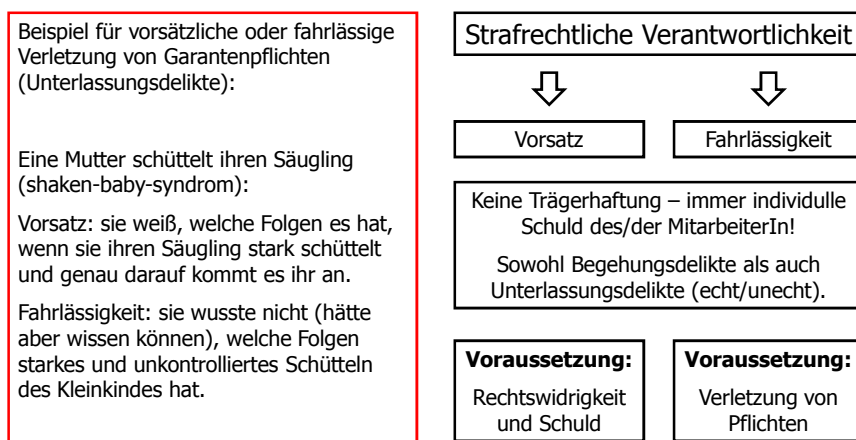 Beispiel für vorsätzliche oder fahrlässige
Verletzung von Garantenpflichten
(Unterlassungsdelikte):
Eine Mutter schüttelt ihren Säugling
(shaken-baby-syndrom):
Vorsatz: sie weiß, welche Folgen es hat,
wenn sie ihren Säugling stark schüttelt
und genau darauf kommt es ihr an.
Fahrlässigkeit: sie wusste nicht (hätte
aber wissen können), welche Folgen
starkes und unkontrolliertes Schütteln
des Kleinkindes hat.
Strafrechtliche Verantwortlichkeit
Vorsatz
Fahrlässigkeit
Keine Trägerhaftung – immer individulle
Schuld des/der MitarbeiterIn!
Sowohl Begehungsdelikte als auch
Unterlassungsdelikte (echt/unecht).
Voraussetzung:
Rechtswidrigkeit
und Schuld
Voraussetzung:
Verletzung von
Pflichten